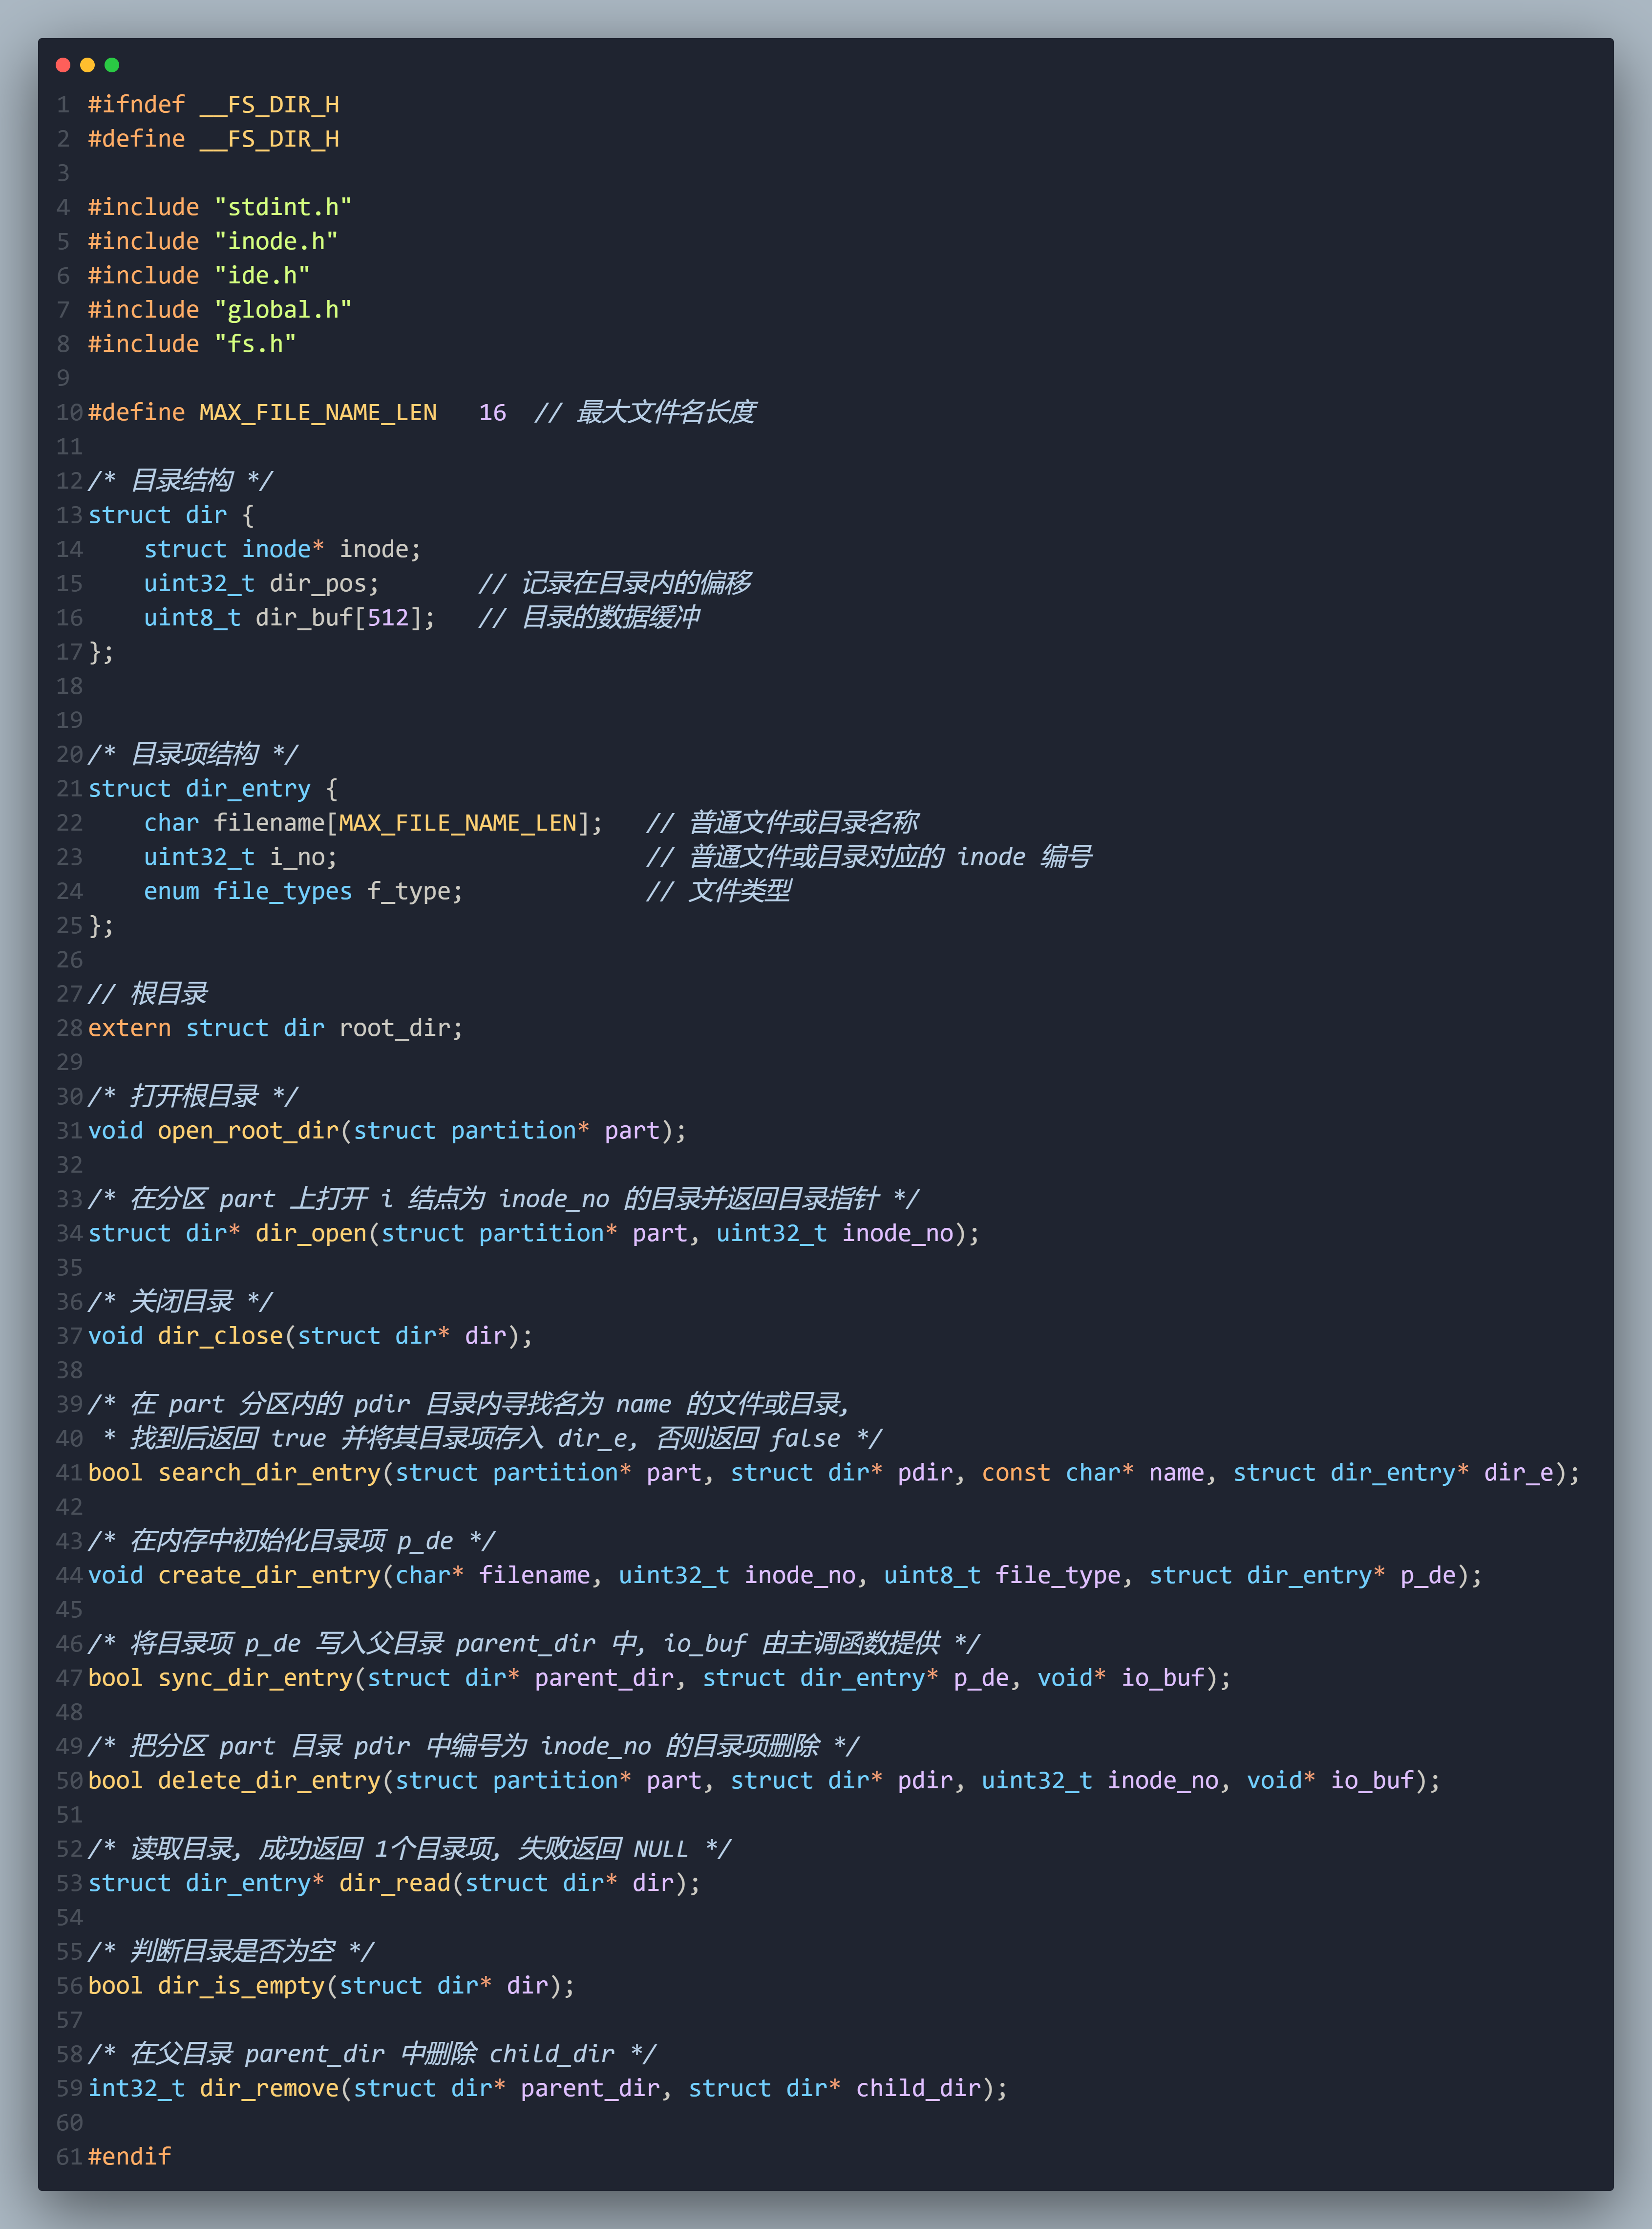 1 #ifndef __FS_DIR_H
2 #define __FS_DIR_H
3
4 #include "stdint.h"
5 #include "inode.h"
6 #include "ide.h"
7 #include "global.h"
8 #include "fs.h"
9
10 #define MAX_FILE_NAME_LEN   16  // 最大文件名长度
11
12 /* 目录结构 */
13 struct dir {
14     struct inode* inode;
15     uint32_t dir_pos;       // 记录在目录内的偏移
16     uint8_t dir_buf[512];   // 目录的数据缓冲
17 };
18
19
20 /* 目录项结构 */
21 struct dir_entry {
22     char filename[MAX_FILE_NAME_LEN];   // 普通文件或目录名称
23     uint32_t i_no;                      // 普通文件或目录对应的 inode 编号
24     enum file_types f_type;             // 文件类型
25 };
26
27 // 根目录
28 extern struct dir root_dir;
29
30 /* 打开根目录 */
31 void open_root_dir(struct partition* part);
32
33 /* 在分区 part 上打开 i 结点为 inode_no 的目录并返回目录指针 */
34 struct dir* dir_open(struct partition* part, uint32_t inode_no);
35
36 /* 关闭目录 */
37 void dir_close(struct dir* dir);
38
39 /* 在 part 分区内的 pdir 目录内寻找名为 name 的文件或目录,
40  * 找到后返回 true 并将其目录项存入 dir_e, 否则返回 false */
41 bool search_dir_entry(struct partition* part, struct dir* pdir, const char* name, struct dir_entry* dir_e);
42
43 /* 在内存中初始化目录项 p_de */
44 void create_dir_entry(char* filename, uint32_t inode_no, uint8_t file_type, struct dir_entry* p_de);
45
46 /* 将目录项 p_de 写入父目录 parent_dir 中, io_buf 由主调函数提供 */
47 bool sync_dir_entry(struct dir* parent_dir, struct dir_entry* p_de, void* io_buf);
48
49 /* 把分区 part 目录 pdir 中编号为 inode_no 的目录项删除 */
50 bool delete_dir_entry(struct partition* part, struct dir* pdir, uint32_t inode_no, void* io_buf);
51
52 /* 读取目录, 成功返回 1个目录项, 失败返回 NULL */
53 struct dir_entry* dir_read(struct dir* dir);
54
55 /* 判断目录是否为空 */
56 bool dir_is_empty(struct dir* dir);
57
58 /* 在父目录 parent_dir 中删除 child_dir */
59 int32_t dir_remove(struct dir* parent_dir, struct dir* child_dir);
60
61 #endif